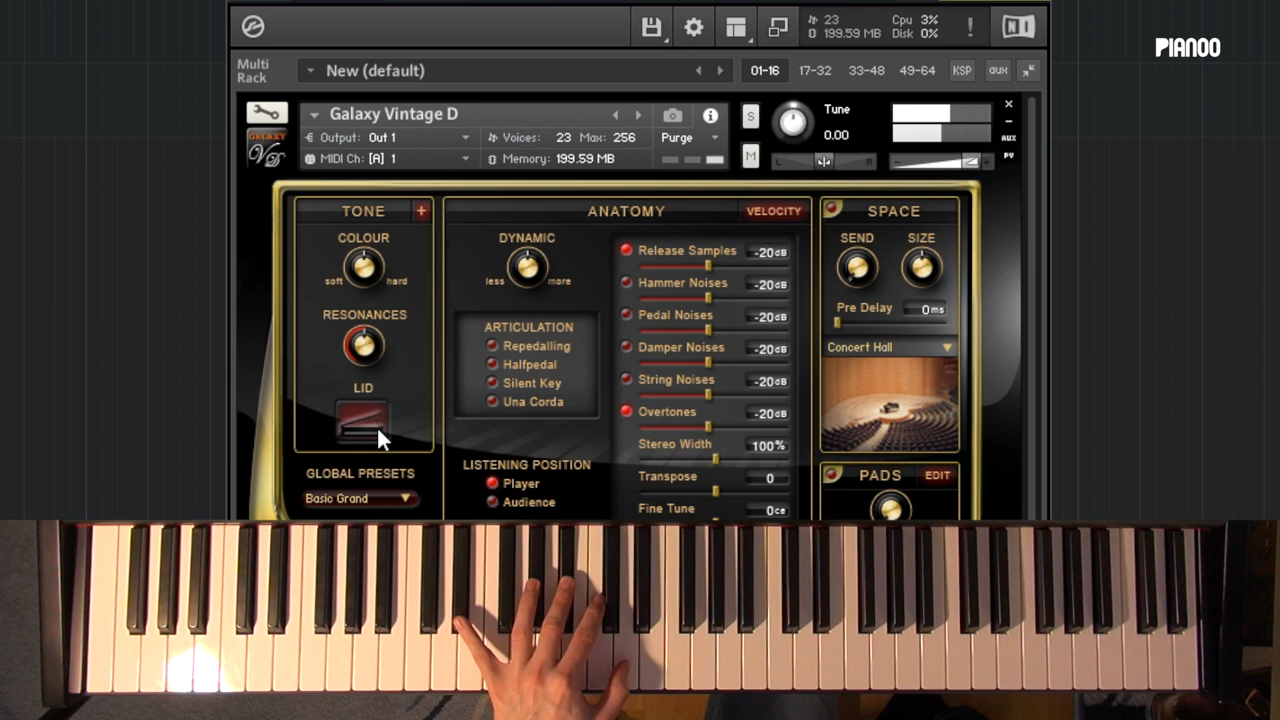 PIANOO
23
199.59 MB
Cpu 3%
Disk 0%
!
NI
Multi
Rack
New (default)
01-16 17-32 33-48 49-64 KSP aux
Galaxy Vintage D
Output: Out 1
Voices: 23 Max: 256
Purge
MIDI Ch: [A] 1
Memory: 199.59 MB
GALAXY
VD
S
M
Tune
0.00
L R
- +
×
AUX
PV
TONE +
COLOUR
soft hard
RESONANCES
LID
GLOBAL PRESETS
Basic Grand
ANATOMY
VELOCITY
DYNAMIC
less more
ARTICULATION
Repedalling
Halfpedal
Silent Key
Una Corda
LISTENING POSITION
Player
Audience
Release Samples -20dB
Hammer Noises -20dB
Pedal Noises -20dB
Damper Noises -20dB
String Noises -20dB
Overtones -20dB
Stereo Width 100%
Transpose 0
Fine Tune 0ce
SPACE
SEND SIZE
Pre Delay 0ms
Concert Hall
PADS EDIT